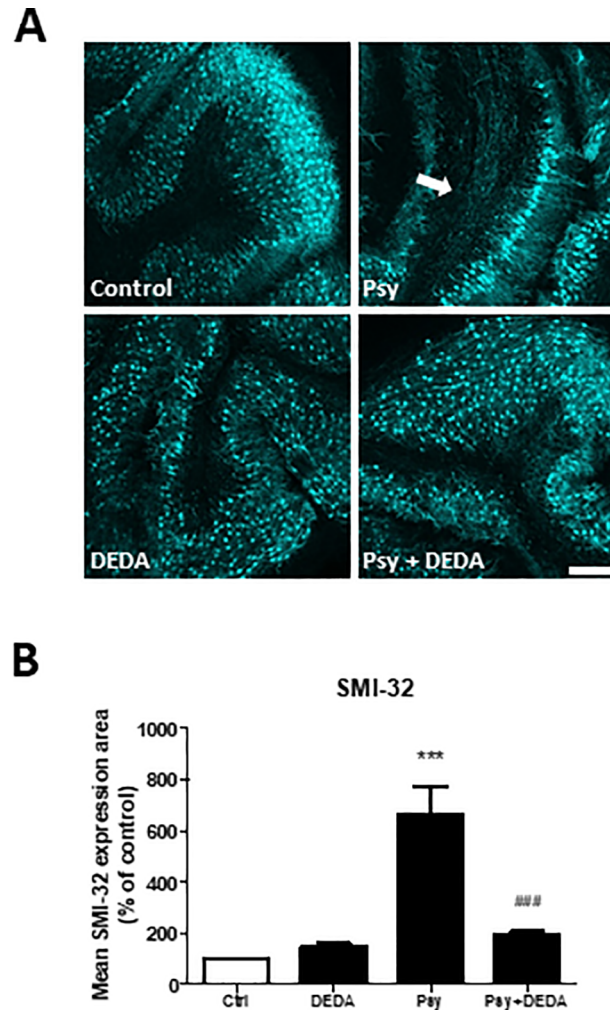 A
Control
Psy
DEDA
Psy + DEDA
B
SMI-32
Mean SMI-32 expression area
(% of control)
1000
800
600
400
200
0
***
###
Ctrl
DEDA
Psy
Psy+DEDA